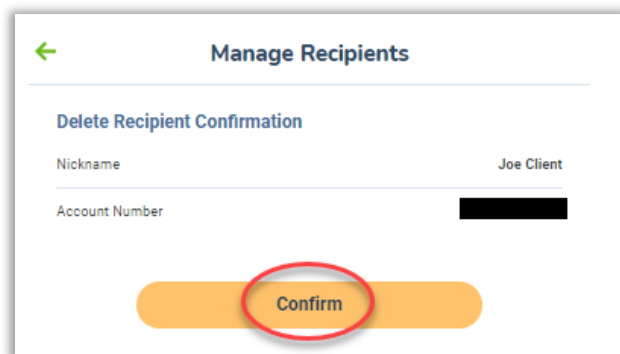 Manage Recipients
Delete Recipient Confirmation
Nickname Joe Client
Account Number
Confirm